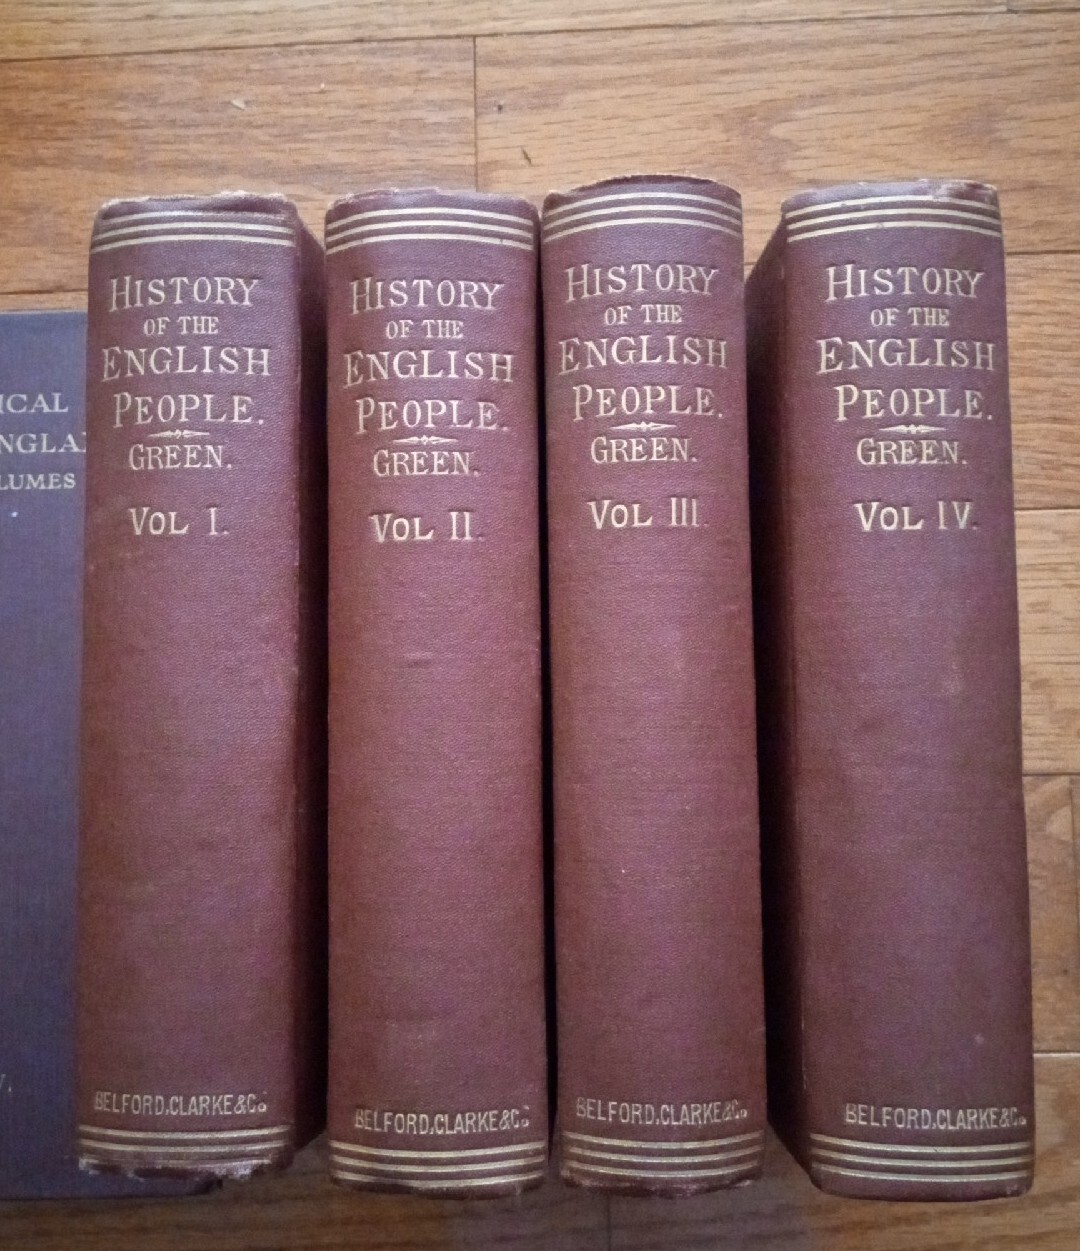 ICAL
NGLA
LUMES
HISTORY
OF THE
ENGLISH
PEOPLE.
GREEN.
VOL I.
BELFORD, CLARKE & Co.
HISTORY
OF THE
ENGLISH
PEOPLE.
GREEN.
VOL II.
BELFORD, CLARKE & Co.
HISTORY
OF THE
ENGLISH
PEOPLE.
GREEN.
VOL III.
BELFORD, CLARKE & Co.
HISTORY
OF THE
ENGLISH
PEOPLE.
GREEN.
VOL IV.
BELFORD, CLARKE & Co.